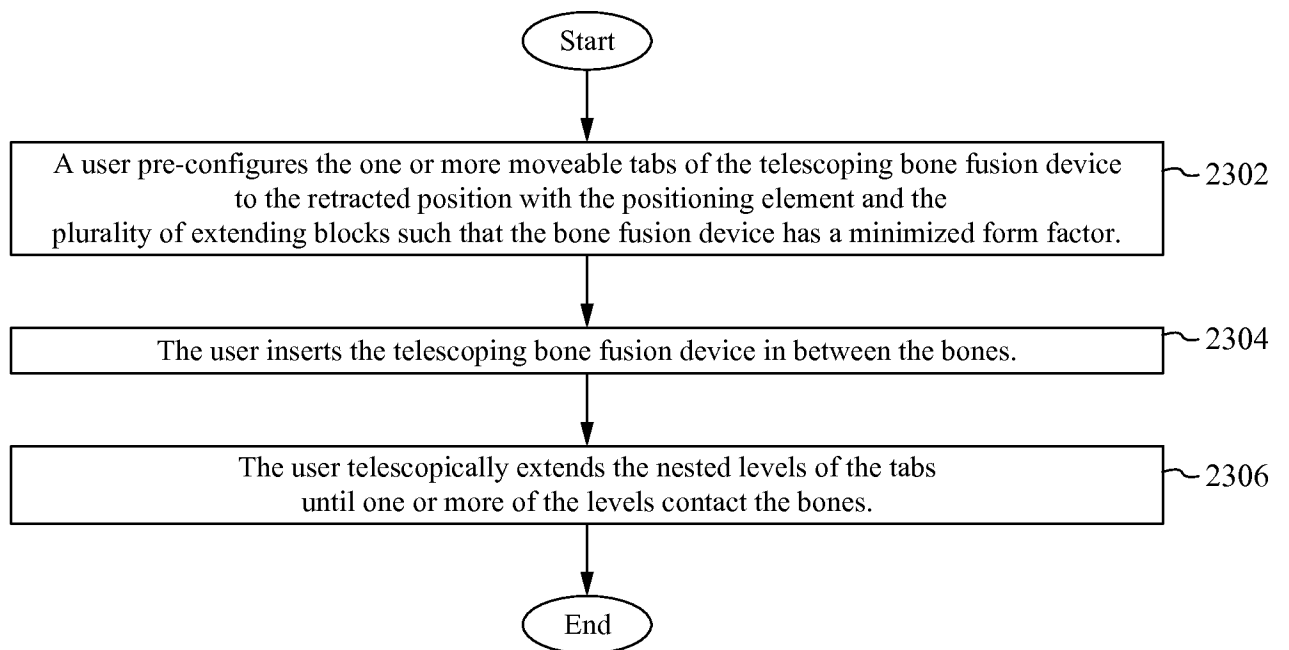 Start
A user pre-configures the one or more moveable tabs of the telescoping bone fusion device
to the retracted position with the positioning element and the
plurality of extending blocks such that the bone fusion device has a minimized form factor.
2302
The user inserts the telescoping bone fusion device in between the bones.
2304
The user telescopically extends the nested levels of the tabs
until one or more of the levels contact the bones.
2306
End